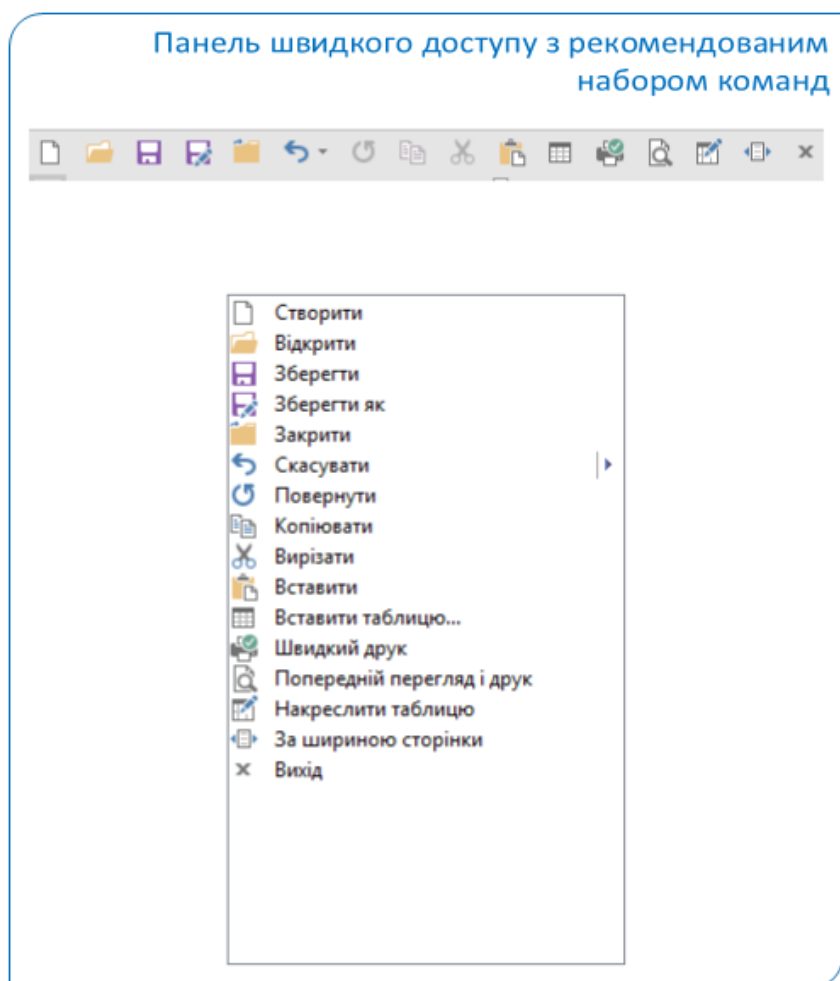 Панель швидкого доступу з рекомендованим
набором команд
Створити
Відкрити
Зберегти
Зберегти як
Закрити
Скасувати
Повернути
Копіювати
Вирізати
Вставити
Вставити таблицю...
Швидкий друк
Попередній перегляд і друк
Накреслити таблицю
За шириною сторінки
Вихід